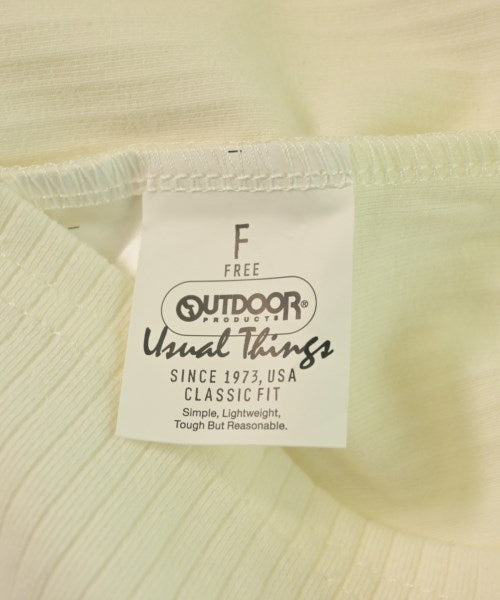 F
FREE
OUTDOOR®
PRODUCTS
Usual Things
SINCE 1973, USA
CLASSIC FIT
Simple, Lightweight,
Tough But Reasonable.